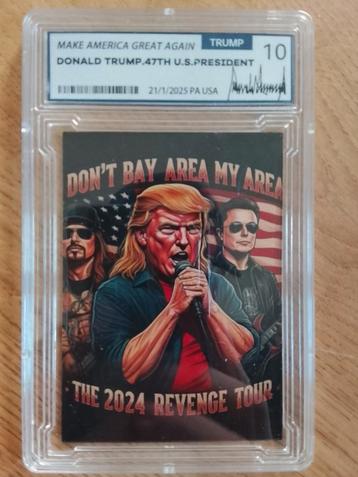 MAKE AMERICA GREAT AGAIN TRUMP 10
DONALD TRUMP.47TH U.S.PRESIDENT
21/1/2025 PA USA
DON'T BAY AREA MY AREA
THE 2024 REVENGE TOUR